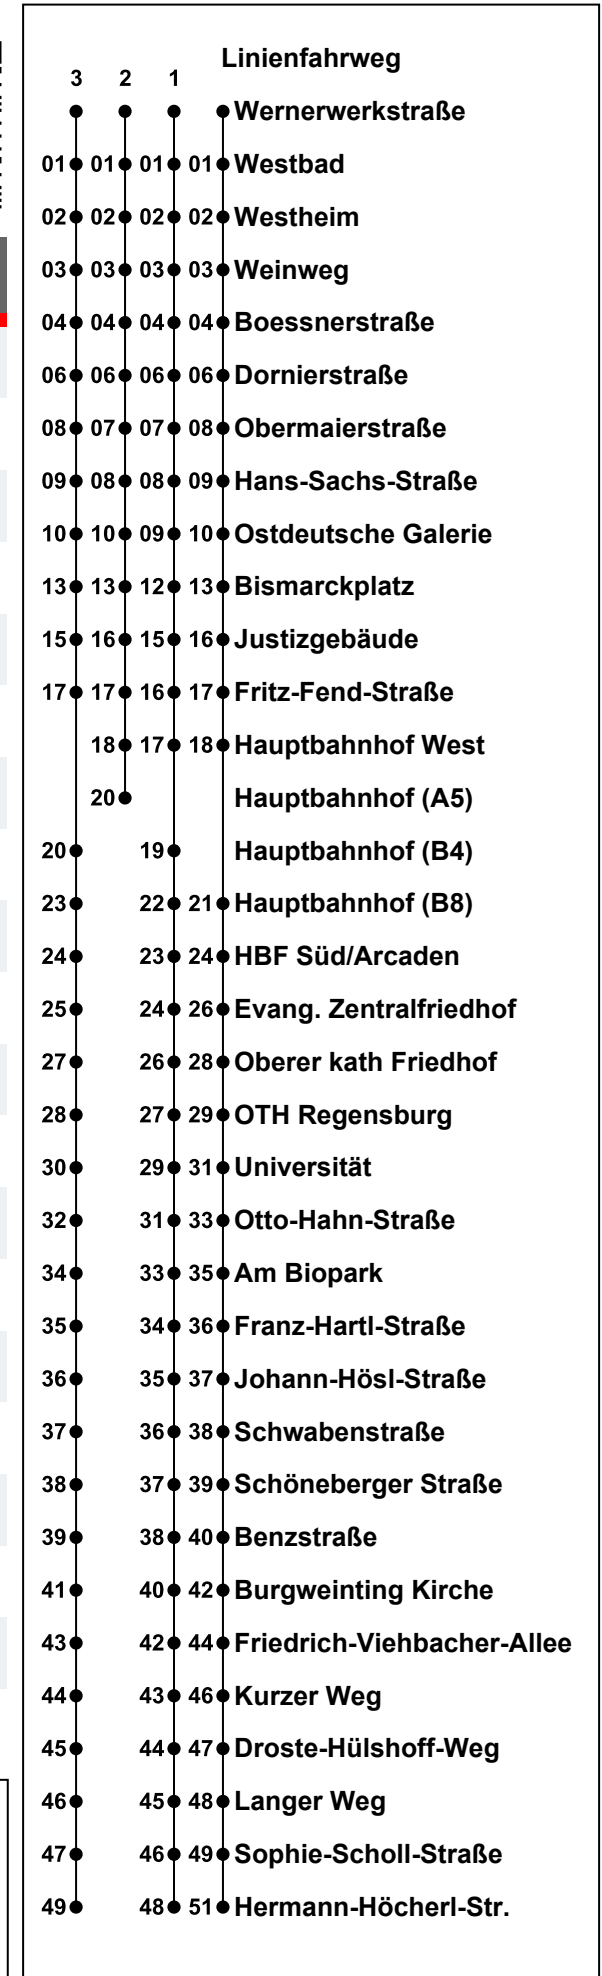 Linienfahrweg
3 2 1
Wernerwerkstraße
01 01 01 01 Westbad
02 02 02 02 Westheim
03 03 03 03 Weinweg
04 04 04 04 Boessnerstraße
06 06 06 06 Dornierstraße
08 07 07 08 Obermaierstraße
09 08 08 09 Hans-Sachs-Straße
10 10 09 10 Ostdeutsche Galerie
13 13 12 13 Bismarckplatz
15 16 15 16 Justizgebäude
17 17 16 17 Fritz-Fend-Straße
18 17 18 Hauptbahnhof West
20 Hauptbahnhof (A5)
20 19 Hauptbahnhof (B4)
23 22 21 Hauptbahnhof (B8)
24 23 24 HBF Süd/Arcaden
25 24 26 Evang. Zentralfriedhof
27 26 28 Oberer kath Friedhof
28 27 29 OTH Regensburg
30 29 31 Universität
32 31 33 Otto-Hahn-Straße
34 33 35 Am Biopark
35 34 36 Franz-Hartl-Straße
36 35 37 Johann-Hösl-Straße
37 36 38 Schwabenstraße
38 37 39 Schöneberger Straße
39 38 40 Benzstraße
41 40 42 Burgweinting Kirche
43 42 44 Friedrich-Viehbacher-Allee
44 43 46 Kurzer Weg
45 44 47 Droste-Hülshoff-Weg
46 45 48 Langer Weg
47 46 49 Sophie-Scholl-Straße
49 48 51 Hermann-Höcherl-Str.